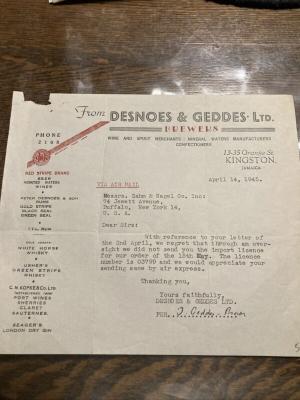 From DESNOES & GEDDES · LTD.
BREWERS
WINE AND SPIRIT MERCHANTS · MINERAL WATERS MANUFACTURERS
CONFECTIONERS
13-35 Orange St.
KINGSTON,
JAMAICA
PHONE
2108
RED STRIPE BRAND
BEER
AERATED WATERS
WINES
PETER DESNOES & SON
RUMS
GOLD STRIPE
BLACK SEAL
GREEN SEAL
WHITE HORSE
WHISKY
USHER'S
GREEN STRIPE
WHISKY
C.N KOPKE & CO. LTD
PORT WINES
SHERRIES
CLARET
SAUTERNES.
SEAGER'S
LONDON DRY GIN
April 14, 1945.
VIA AIR MAIL
Messrs. Zahm & Nagel Co. Inc:
74 Jewett Avenue,
Buffalo, New York 14,
U. S. A.
Dear Sirs:
With reference to your letter of
the 2nd April, we regret that through an over-
sight we did not send you the import licence
for our order of the 15th May. The licence
number is 03799 and we would appreciate your
sending same by air express.
Thanking you,
Yours faithfully,
DESNOES & GEDDES LTD.
PER.